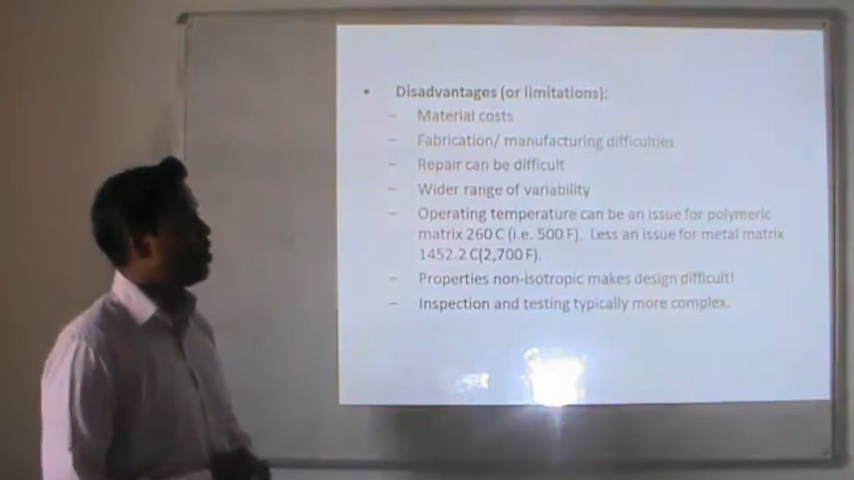 • Disadvantages (or limitations):
– Material costs
– Fabrication/ manufacturing difficulties
– Repair can be difficult
– Wider range of variability
– Operating temperature can be an issue for polymeric
matrix 260 C (i.e. 500 F). Less an issue for metal matrix
1452.2 C(2,700 F).
– Properties non-isotropic makes design difficult!
– Inspection and testing typically more complex.